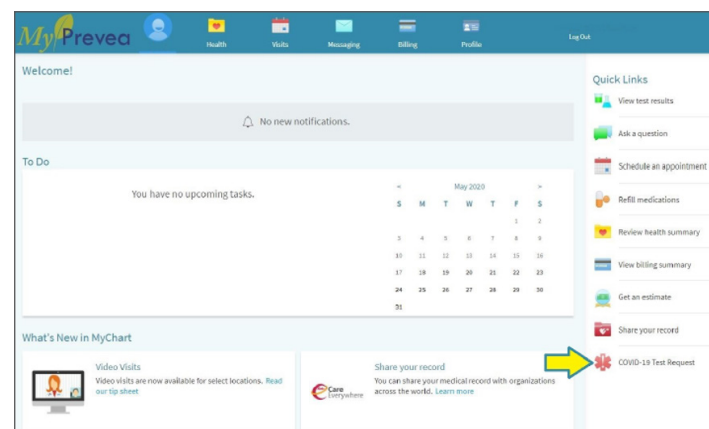 MyPrevea
Health
Visits
Messaging
Billing
Profile
Log Out
Welcome!
No new notifications.
To Do
You have no upcoming tasks.
« May 2020 »
S M T W T F S
1 2
3 4 5 6 7 8 9
10 11 12 13 14 15 16
17 18 19 20 21 22 23
24 25 26 27 28 29 30
31
What's New in MyChart
Video Visits
Video visits are now available for select locations. Read
our tip sheet
Care
Everywhere
Share your record
You can share your medical record with organizations
across the world. Learn more
Quick Links
View test results
Ask a question
Schedule an appointment
Refill medications
Review health summary
View billing summary
Get an estimate
Share your record
COVID-19 Test Request